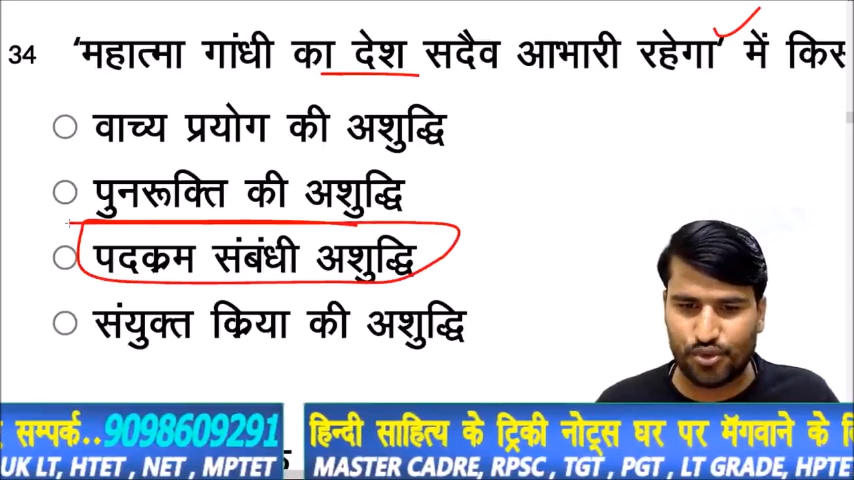 34 'महात्मा गांधी का देश सदैव आभारी रहेगा' में किस
वाच्य प्रयोग की अशुद्धि
पुनरूक्ति की अशुद्धि
पदक्रम संबंधी अशुद्धि
संयुक्त क्रिया की अशुद्धि
सम्पर्क..9098609291 हिन्दी साहित्य के ट्रिकी नोट्स घर पर मॅगवाने के
UK LT, HTET , NET , MPTET MASTER CADRE, RPSC , TGT , PGT , LT GRADE, HPTE